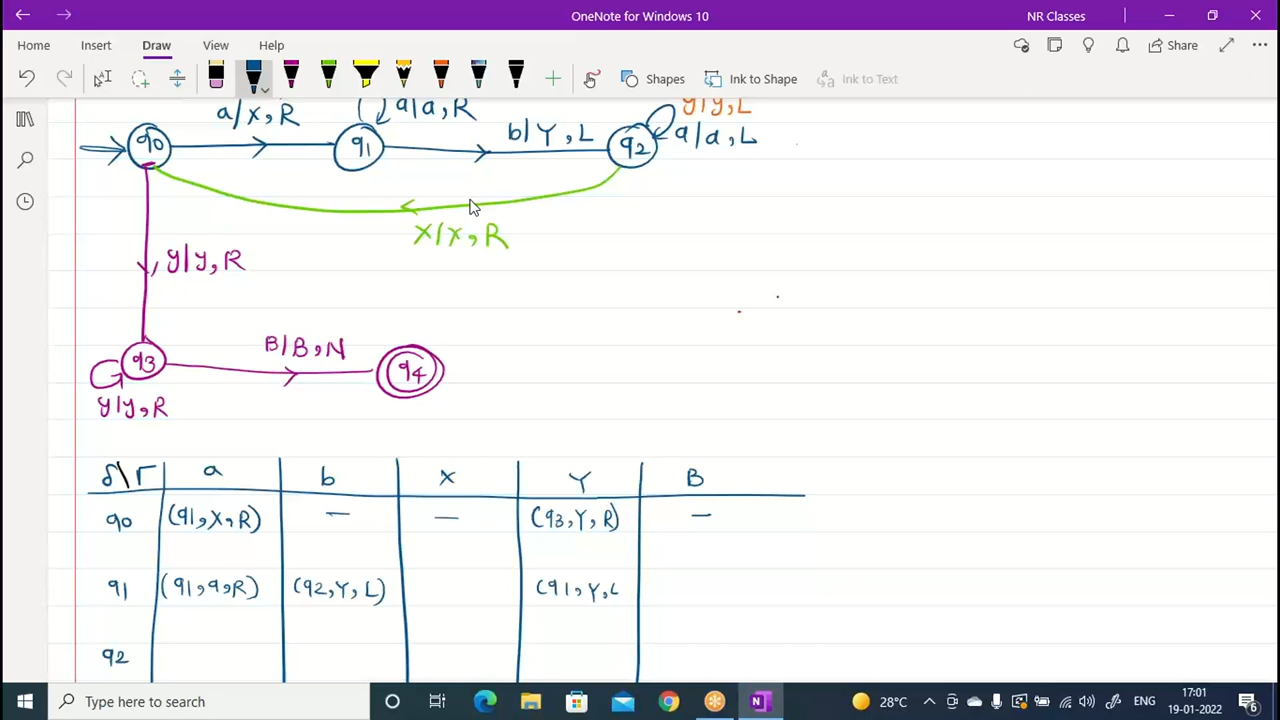 OneNote for Windows 10
NR Classes
Home Insert Draw View Help
Share
Shapes
Ink to Shape
Ink to Text
a/x, R
a|a, R
y|y, L
b/Y, L
a|a, L
q0
q1
q2
x/x, R
y|y, R
B/B, N
q3
q4
y|y, R
δ\Γ a b X Y B
q0 (q1, X, R) — — (q3, Y, R) —
q1 (q1, a, R) (q2, Y, L) (q1, Y, (
q2
Type here to search
28°C
ENG
17:01
19-01-2022
6